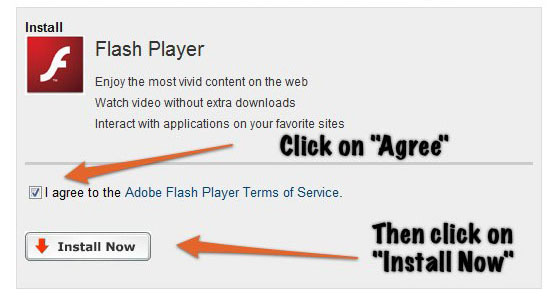 Install
Flash Player
Enjoy the most vivid content on the web
Watch video without extra downloads
Interact with applications on your favorite sites
Click on "Agree"
I agree to the Adobe Flash Player Terms of Service.
Install Now
Then click on
"Install Now"